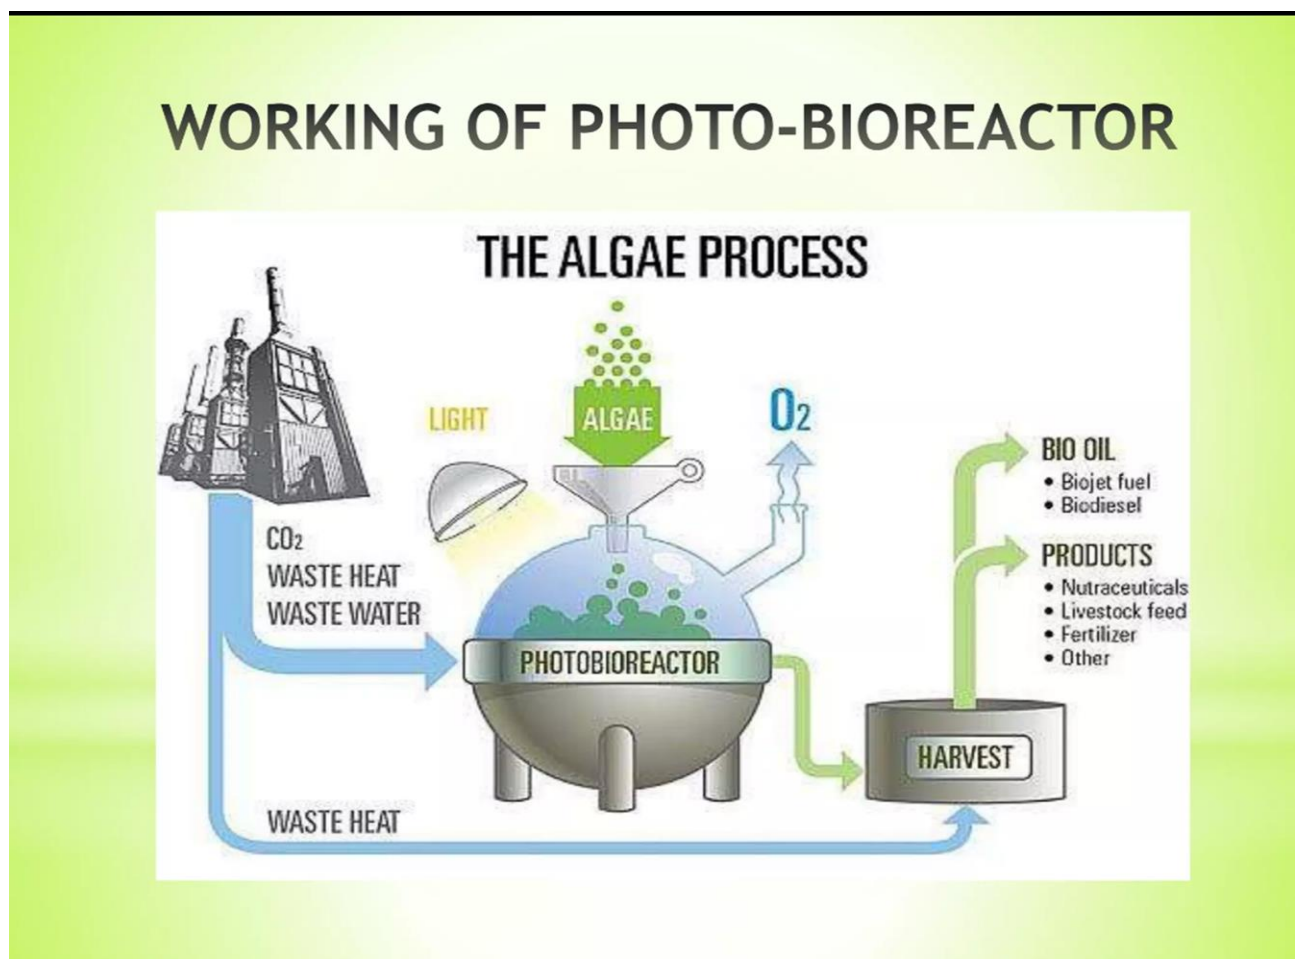 WORKING OF PHOTO-BIOREACTOR
THE ALGAE PROCESS
LIGHT
ALGAE
O2
CO2
WASTE HEAT
WASTE WATER
PHOTOBIOREACTOR
BIO OIL
• Biojet fuel
• Biodiesel
PRODUCTS
• Nutraceuticals
• Livestock feed
• Fertilizer
• Other
HARVEST
WASTE HEAT